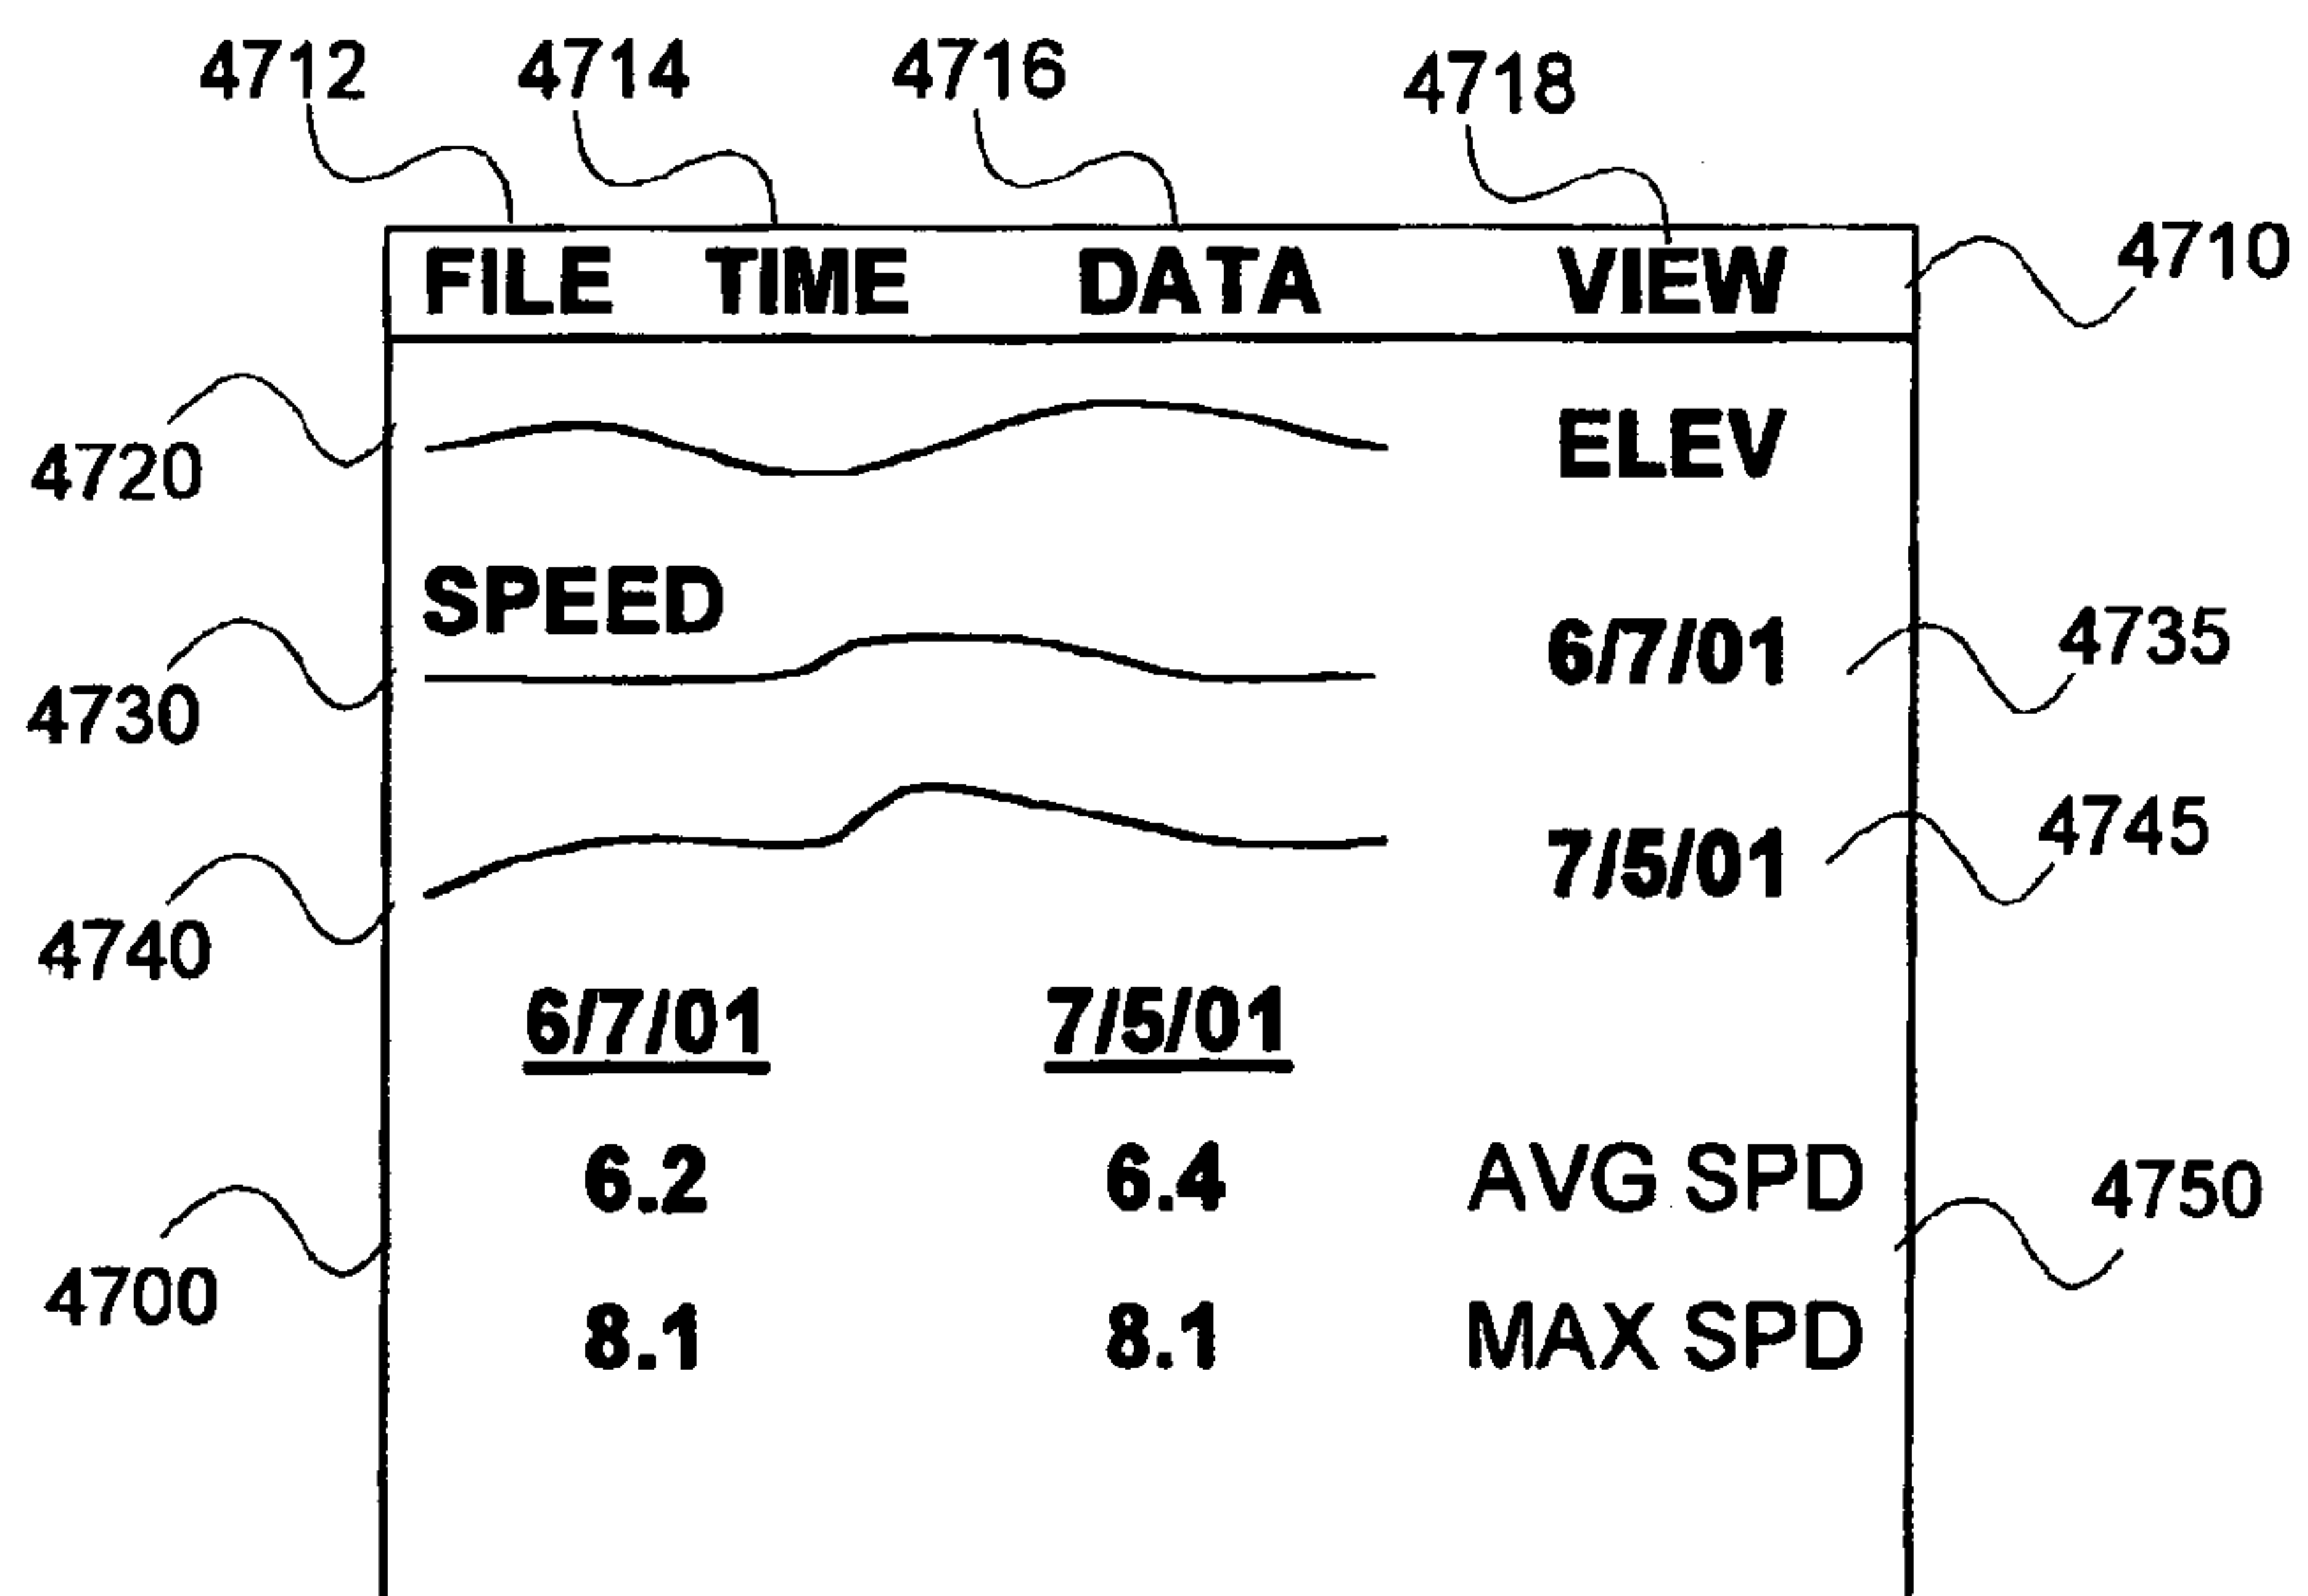 4712 4714 4716 4718
FILE TIME DATA VIEW 4710
4720 ELEV
SPEED
4730 6/7/01 4735
7/5/01 4745
4740
6/7/01 7/5/01
6.2 6.4 AVG SPD 4750
4700
8.1 8.1 MAX SPD